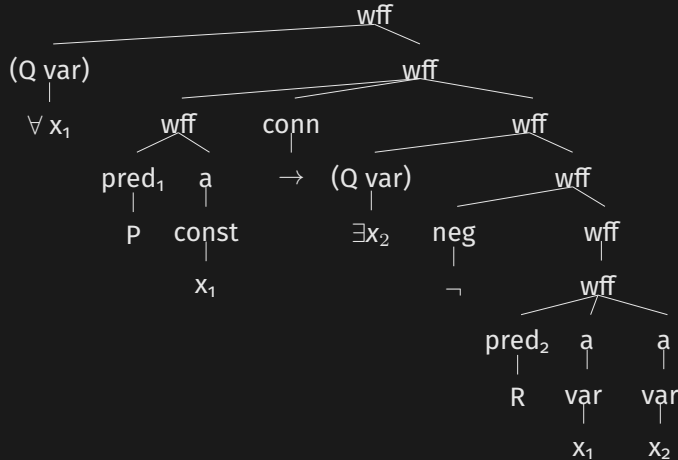 wff
(Q var) wff
∀ x₁ wff conn wff
pred₁ a → (Q var) wff
P const ∃x₂ neg wff
x₁ ¬ wff
pred₂ a a
R var var
x₁ x₂